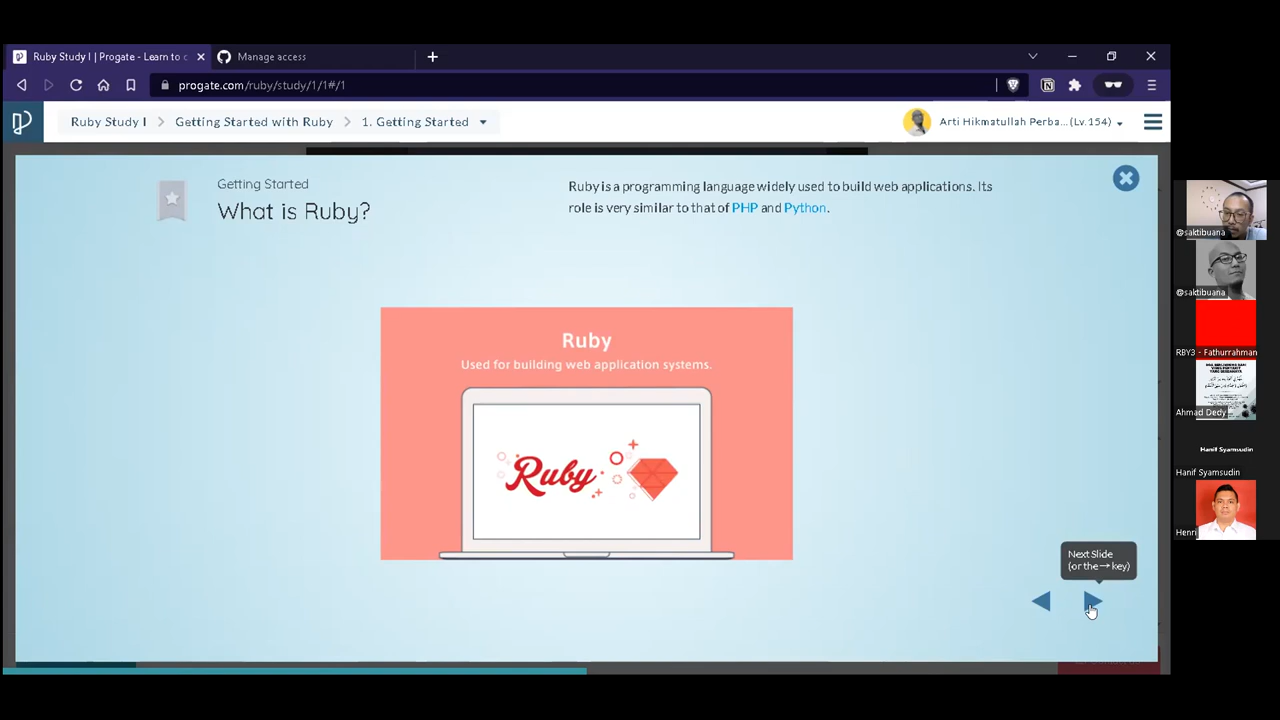 Ruby Study I | Progate - Learn to c
Manage access
progate.com/ruby/study/1/1#/1
Ruby Study I
Getting Started with Ruby
1. Getting Started
Arti Hikmatullah Perba...(Lv.154)
Getting Started
What is Ruby?
Ruby is a programming language widely used to build web applications. Its
role is very similar to that of PHP and Python.
Ruby
Used for building web application systems.
Ruby
Next Slide
(or the → key)
@saktibuana
@saktibuana
RBY3 - Fathurrahman
Ahmad Dedy
Hanif Syamsudin
Hanif Syamsudin
Henri